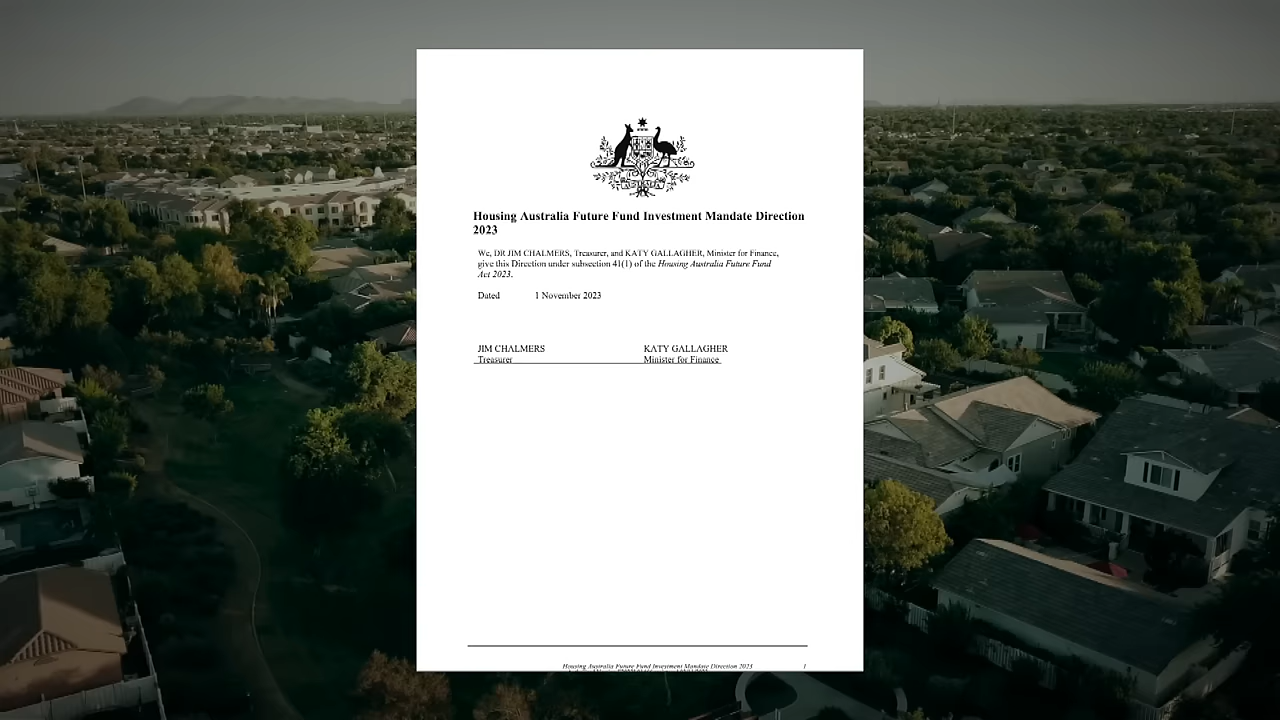 AUSTRALIA
Housing Australia Future Fund Investment Mandate Direction
2023
We, DR JIM CHALMERS, Treasurer, and KATY GALLAGHER, Minister for Finance,
give this Direction under subsection 41(1) of the Housing Australia Future Fund
Act 2023.
Dated 1 November 2023
JIM CHALMERS KATY GALLAGHER
Treasurer Minister for Finance
Housing Australia Future Fund Investment Mandate Direction 2023 1